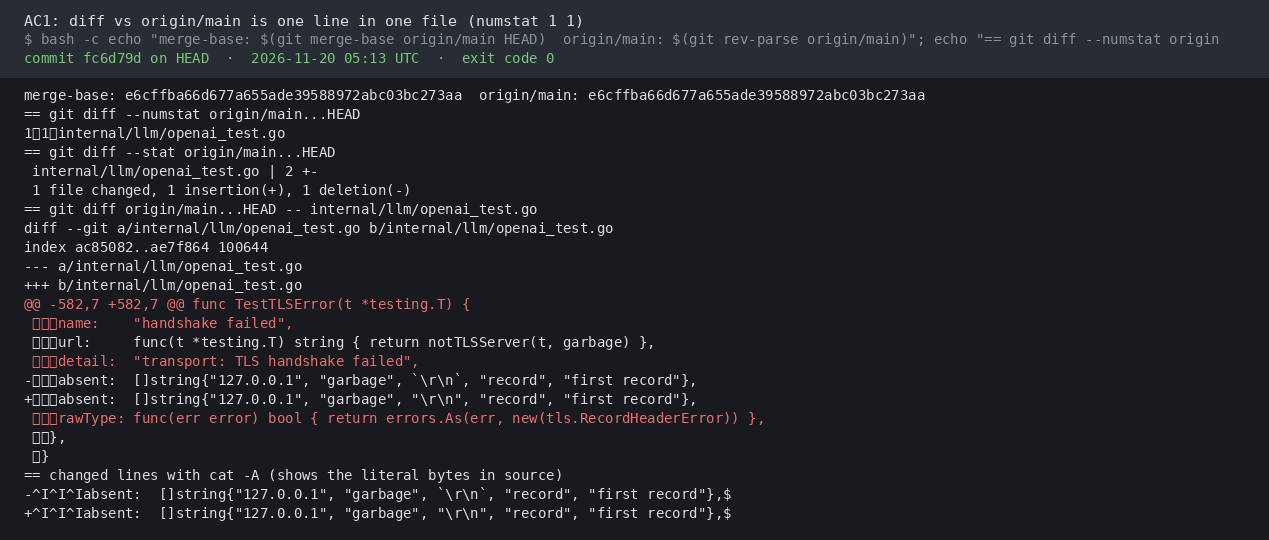 AC1: diff vs origin/main is one line in one file (numstat 1 1)
$ bash -c echo "merge-base: $(git merge-base origin/main HEAD)  origin/main: $(git rev-parse origin/main)"; echo "== git diff --numstat origin
commit fc6d79d on HEAD  ·  2026-11-20 05:13 UTC  ·  exit code 0
merge-base: e6cffba66d677a655ade39588972abc03bc273aa  origin/main: e6cffba66d677a655ade39588972abc03bc273aa
== git diff --numstat origin/main...HEAD
1□1□internal/llm/openai_test.go
== git diff --stat origin/main...HEAD
 internal/llm/openai_test.go | 2 +-
 1 file changed, 1 insertion(+), 1 deletion(-)
== git diff origin/main...HEAD -- internal/llm/openai_test.go
diff --git a/internal/llm/openai_test.go b/internal/llm/openai_test.go
index ac85082..ae7f864 100644
--- a/internal/llm/openai_test.go
+++ b/internal/llm/openai_test.go
@@ -582,7 +582,7 @@ func TestTLSError(t *testing.T) {
 □□□name:    "handshake failed",
 □□□url:     func(t *testing.T) string { return notTLSServer(t, garbage) },
 □□□detail:  "transport: TLS handshake failed",
-□□□absent:  []string{"127.0.0.1", "garbage", `\r\n`, "record", "first record"},
+□□□absent:  []string{"127.0.0.1", "garbage", "\r\n", "record", "first record"},
 □□□rawType: func(err error) bool { return errors.As(err, new(tls.RecordHeaderError)) },
 □□},
 □}
== changed lines with cat -A (shows the literal bytes in source)
-^I^I^Iabsent:  []string{"127.0.0.1", "garbage", `\r\n`, "record", "first record"},$
+^I^I^Iabsent:  []string{"127.0.0.1", "garbage", "\r\n", "record", "first record"},$